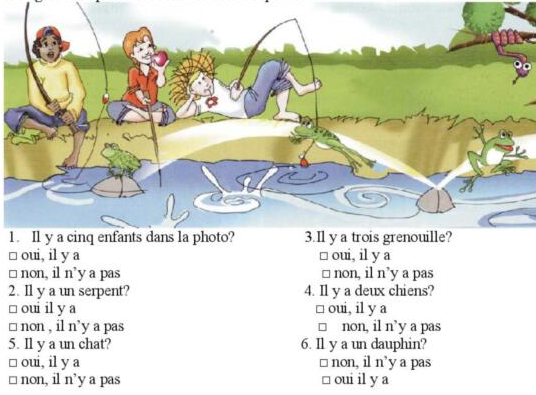 1. Il y a cinq enfants dans la photo?
□ oui, il y a
□ non, il n'y a pas
2. Il y a un serpent?
□ oui il y a
□ non , il n'y a pas
5. Il y a un chat?
□ oui, il y a
□ non, il n'y a pas
3.Il y a trois grenouille?
□ oui, il y a
□ non, il n'y a pas
4. Il y a deux chiens?
□ oui, il y a
□ non, il n'y a pas
6. Il y a un dauphin?
□ non, il n'y a pas
□ oui il y a